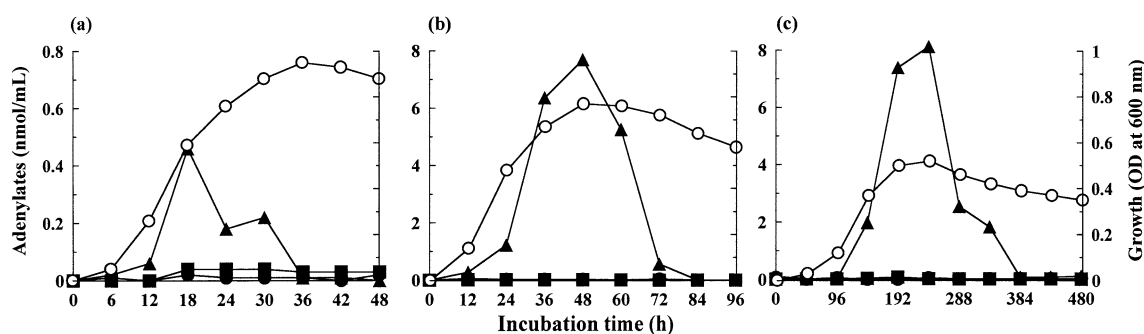 (a)
(b)
(c)
Adenylates (nmol/mL)
0.8
0.6
0.4
0.2
0
0 6 12 18 24 30 36 42 48
8
6
4
2
0
0 12 24 36 48 60 72 84 96
8
6
4
2
0
0 96 192 288 384 480
1
0.8
0.6
0.4
0.2
0
Growth (OD at 600 nm)
Incubation time (h)